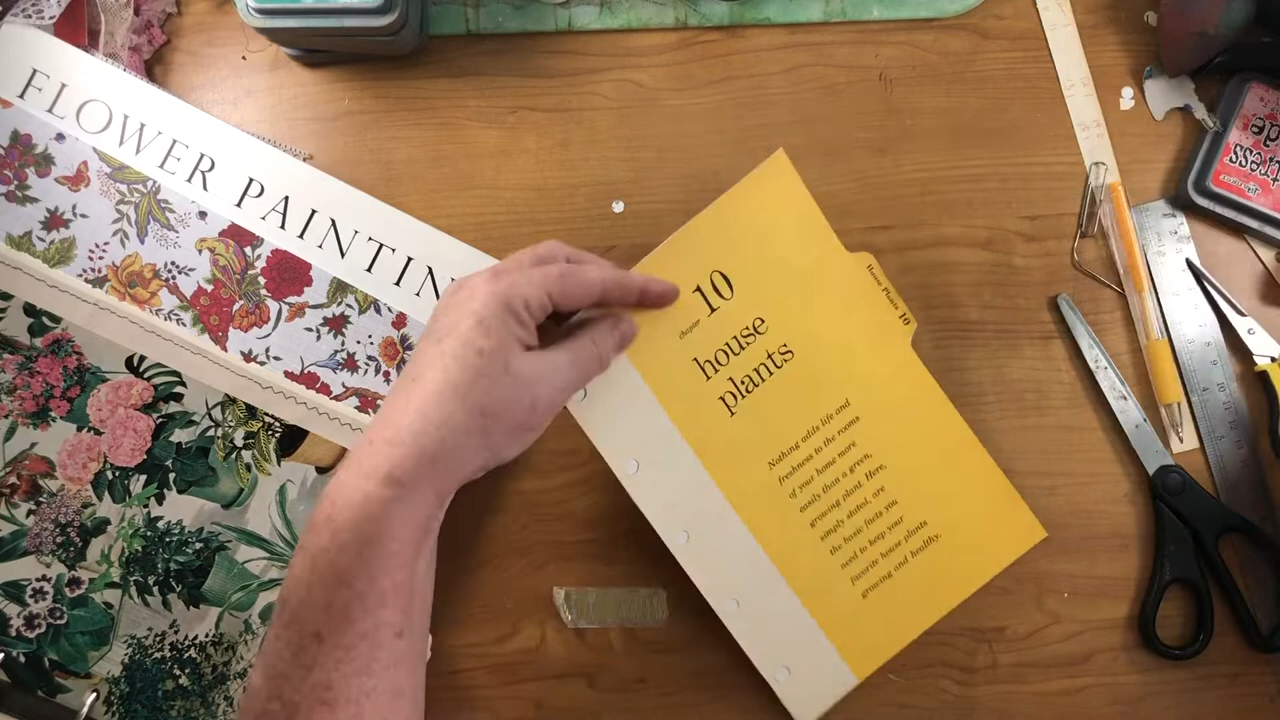 FLOWER PAINTIN
chapter 10
house
plants
Nothing adds life and
freshness to the rooms
of your home more
easily than a green,
growing plant. Here,
simply stated, are
the basic facts you
need to keep your
favorite house plants
growing and healthy.
House Plants 10